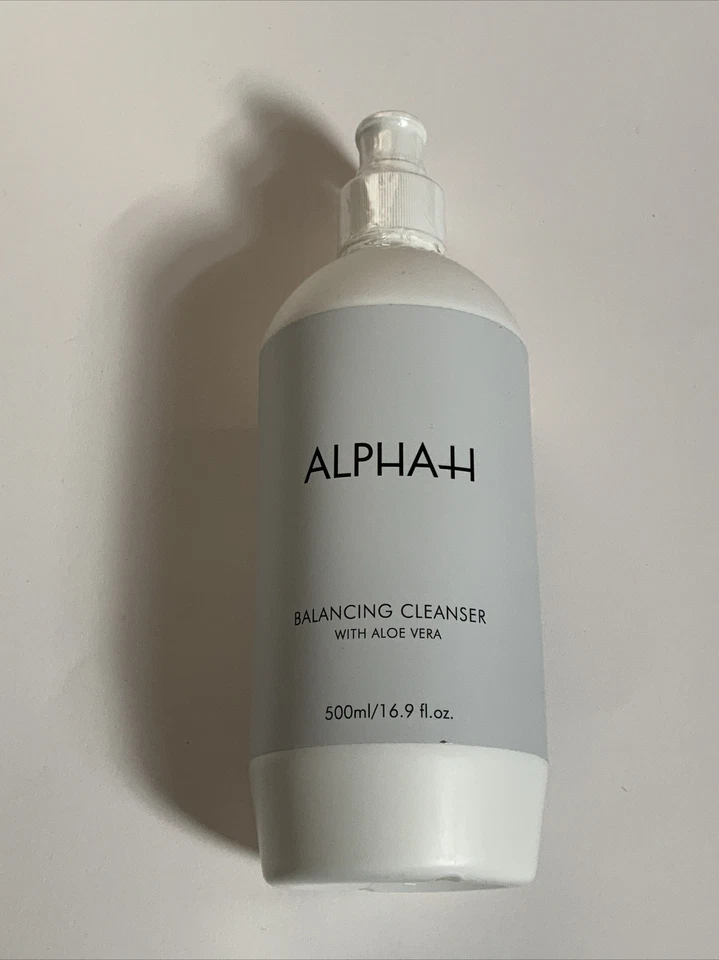 ALPHA-H
BALANCING CLEANSER
WITH ALOE VERA
500ml/16.9 fl.oz.